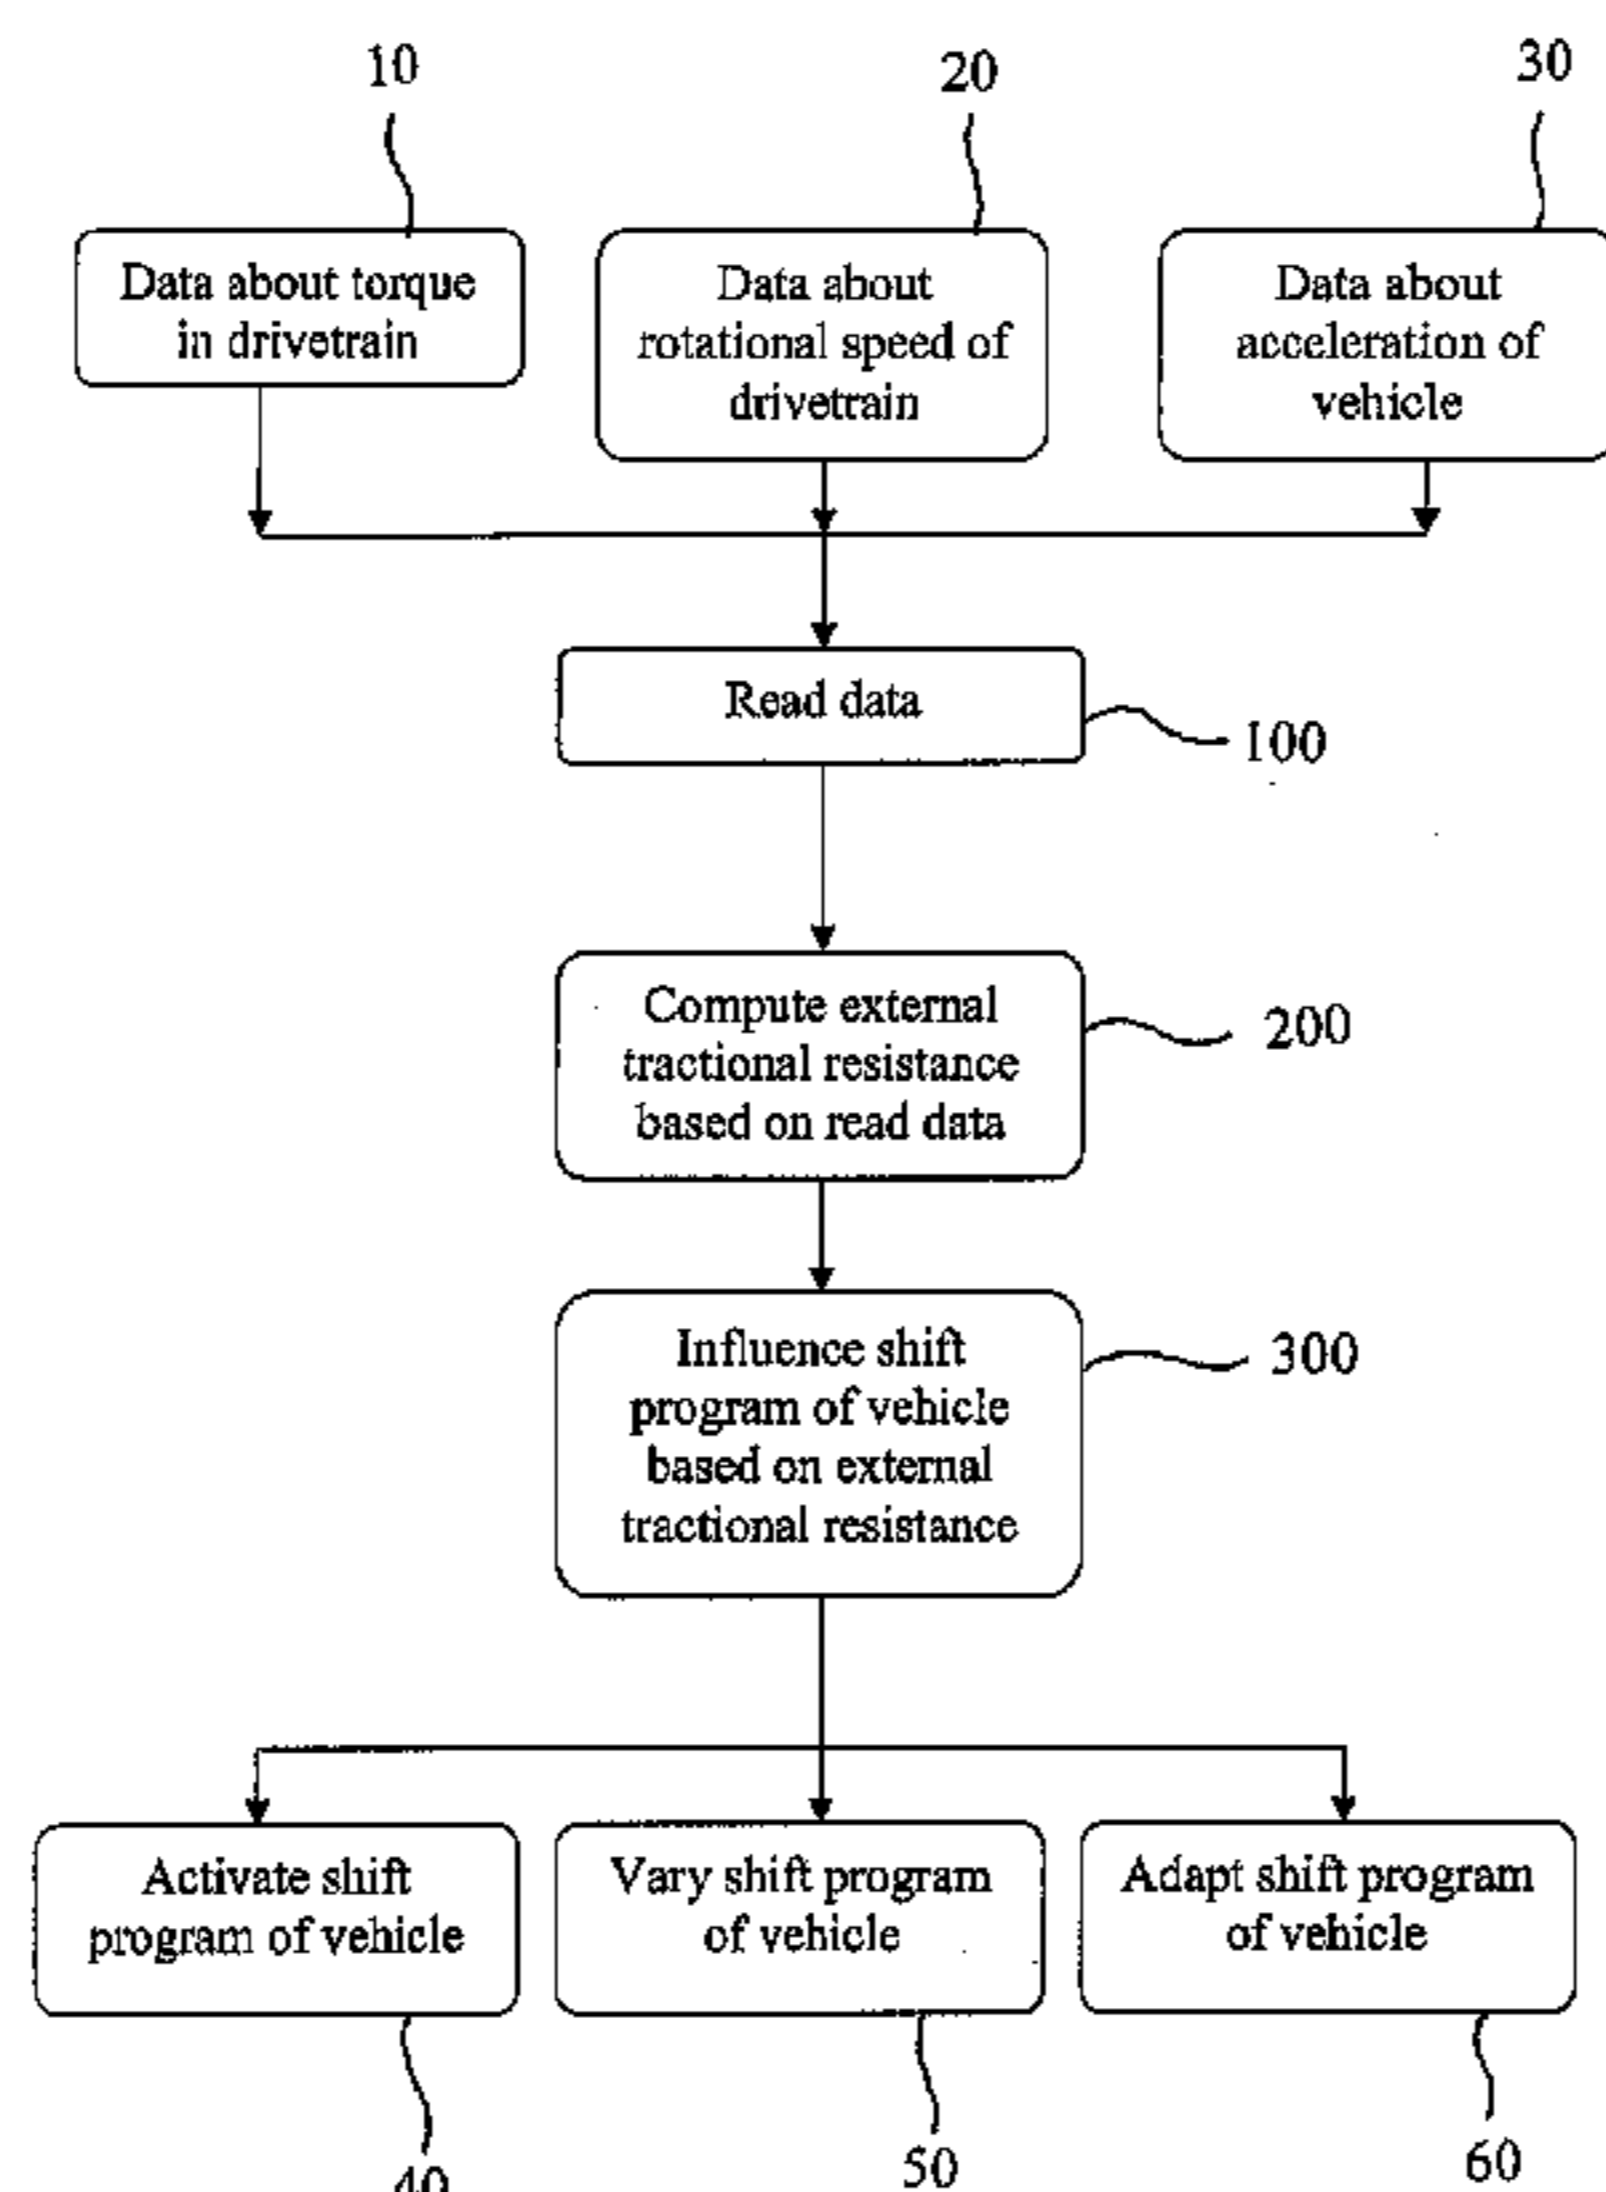 10
20
30
Data about torque
in drivetrain
Data about
rotational speed of
drivetrain
Data about
acceleration of
vehicle
Read data
100
Compute external
tractional resistance
based on read data
200
Influence shift
program of vehicle
based on external
tractional resistance
300
Activate shift
program of vehicle
Vary shift program
of vehicle
Adapt shift program
of vehicle
40
50
60